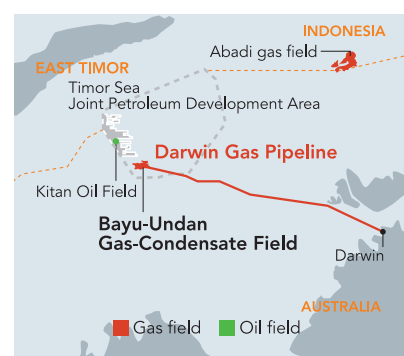 INDONESIA
Abadi gas field
EAST TIMOR
Timor Sea
Joint Petroleum Development Area
Darwin Gas Pipeline
Kitan Oil Field
Bayu-Undan
Gas-Condensate Field
Darwin
AUSTRALIA
Gas field
Oil field